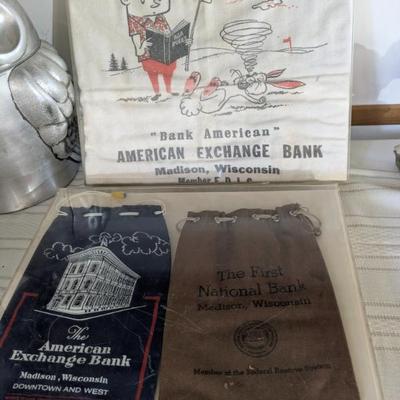 "Bank American"
AMERICAN EXCHANGE BANK
Madison, Wisconsin
Member F. D. I. C.
The
American
Exchange Bank
Madison, Wisconsin
DOWNTOWN AND WEST
The First
National Bank
Madison, Wisconsin
Member of the Federal Reserve System